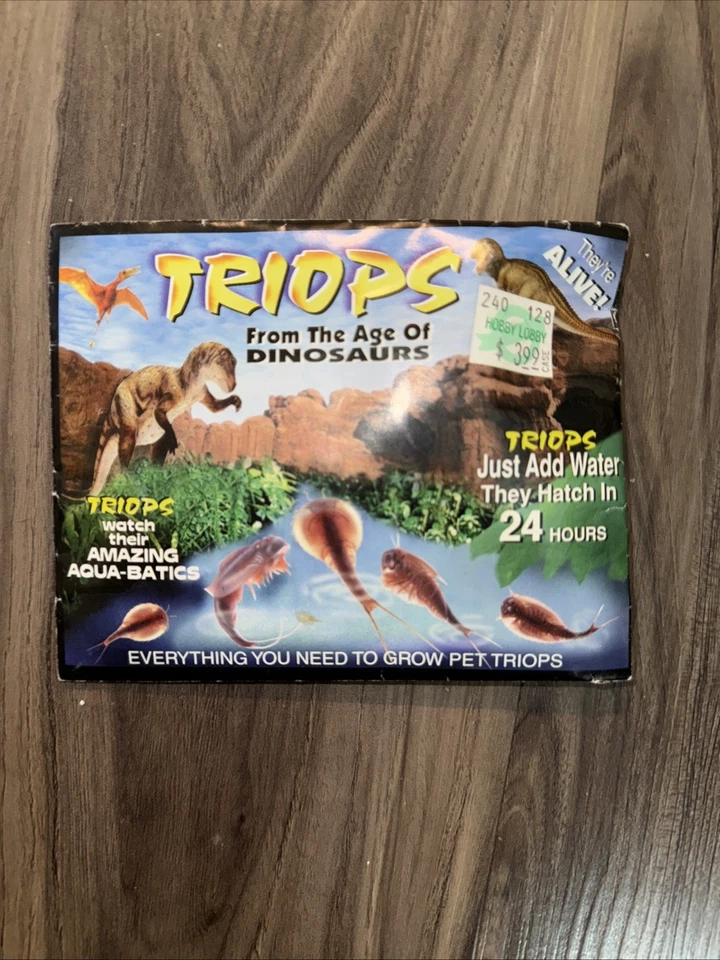 TRIOPS
From The Age Of
DINOSAURS
They're
ALIVE!
240 128
HOBBY LOBBY
$ 3.99
CASE
TRIOPS
Just Add Water
They Hatch In
24 HOURS
TRIOPS
watch
their
AMAZING
AQUA-BATICS
EVERYTHING YOU NEED TO GROW PET TRIOPS